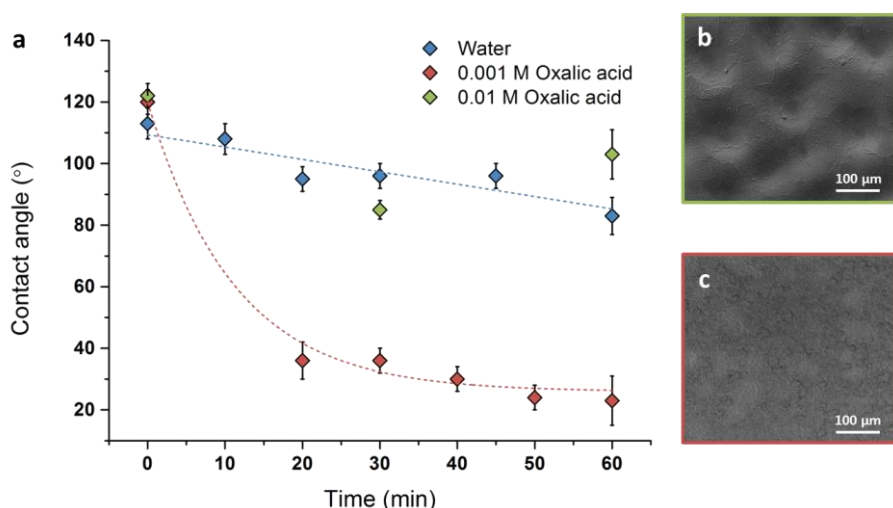 a
140
120
100
80
60
40
20
0 10 20 30 40 50 60
Contact angle (°)
Time (min)
Water
0.001 M Oxalic acid
0.01 M Oxalic acid
b
100 µm
c
100 µm